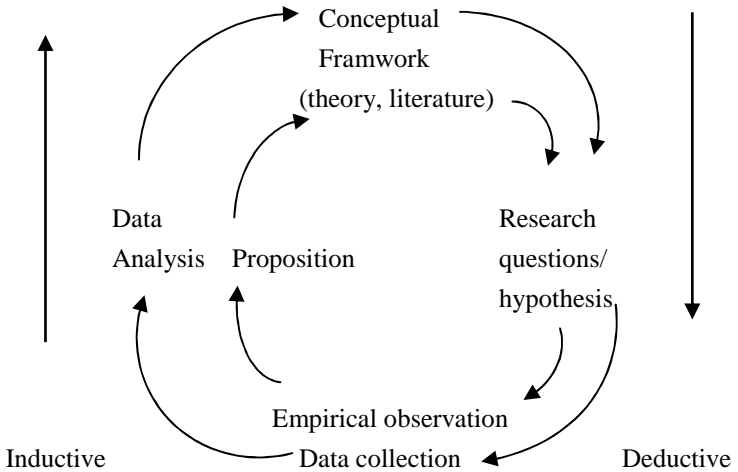 Conceptual
Framwork
(theory, literature)
Data
Analysis
Proposition
Research
questions/
hypothesis
Empirical observation
Data collection
Inductive
Deductive